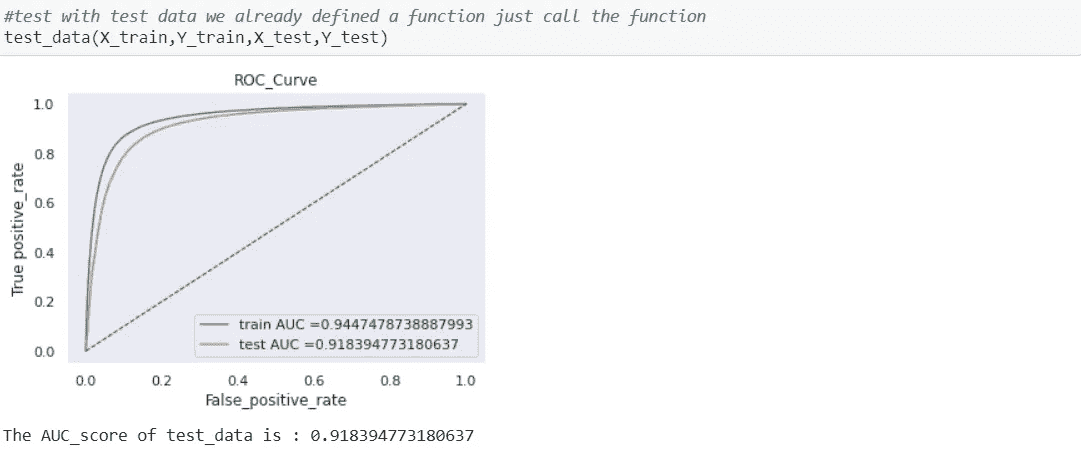 #test with test data we already defined a function just call the function
test_data(X_train,Y_train,X_test,Y_test)
ROC_Curve
1.0
0.8
0.6
0.4
0.2
0.0
True positive_rate
train AUC =0.9447478738887993
test AUC =0.918394773180637
0.0 0.2 0.4 0.6 0.8 1.0
False_positive_rate
The AUC_score of test_data is : 0.918394773180637